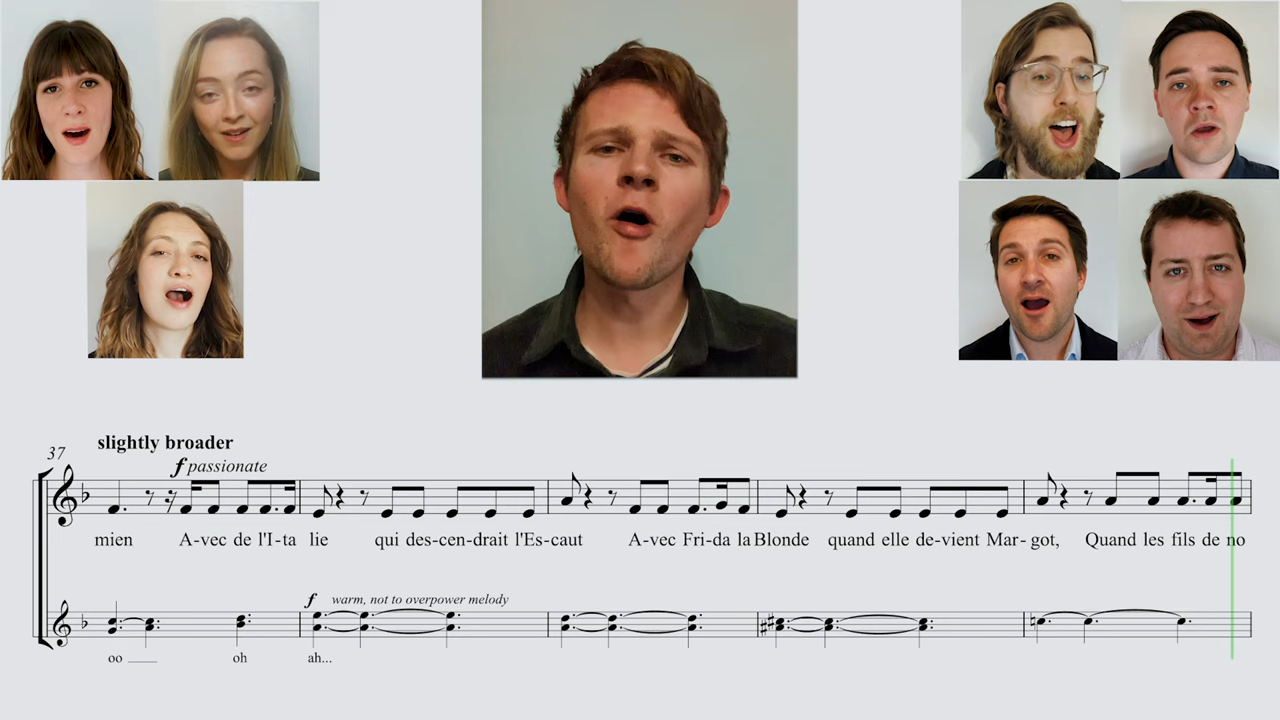 slightly broader
37
f passionate
mien A-vec de l'I-ta lie qui des-cen-drait l'Es-caut A-vec Fri-da la Blonde quand elle de-vient Mar-got, Quand les fils de no
f warm, not to overpower melody
oo ___ oh ah...